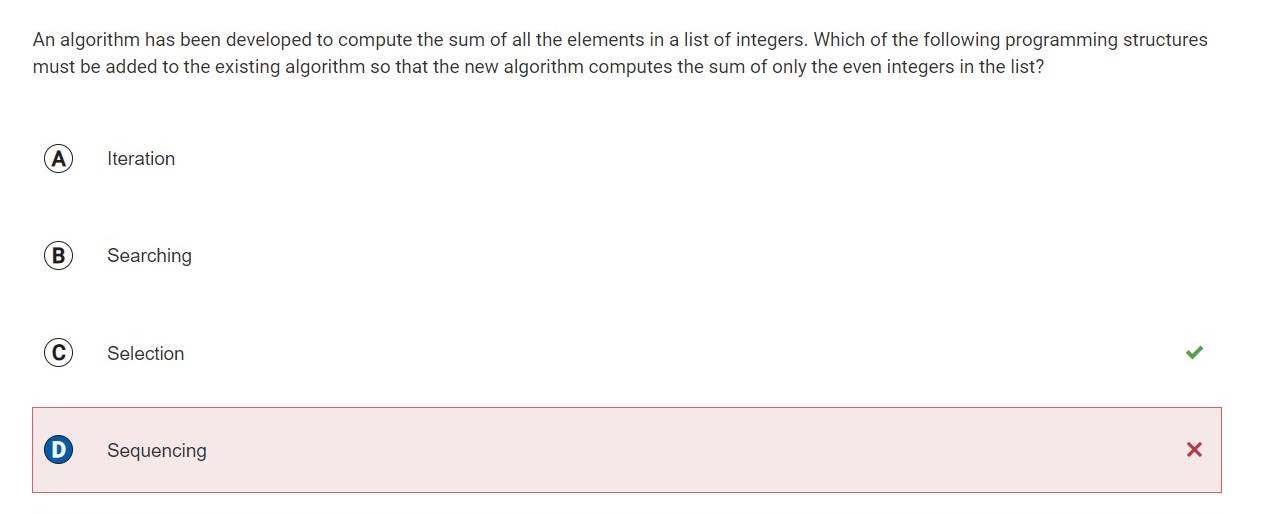 An algorithm has been developed to compute the sum of all the elements in a list of integers. Which of the following programming structures
must be added to the existing algorithm so that the new algorithm computes the sum of only the even integers in the list?
A Iteration
B Searching
C Selection
D Sequencing